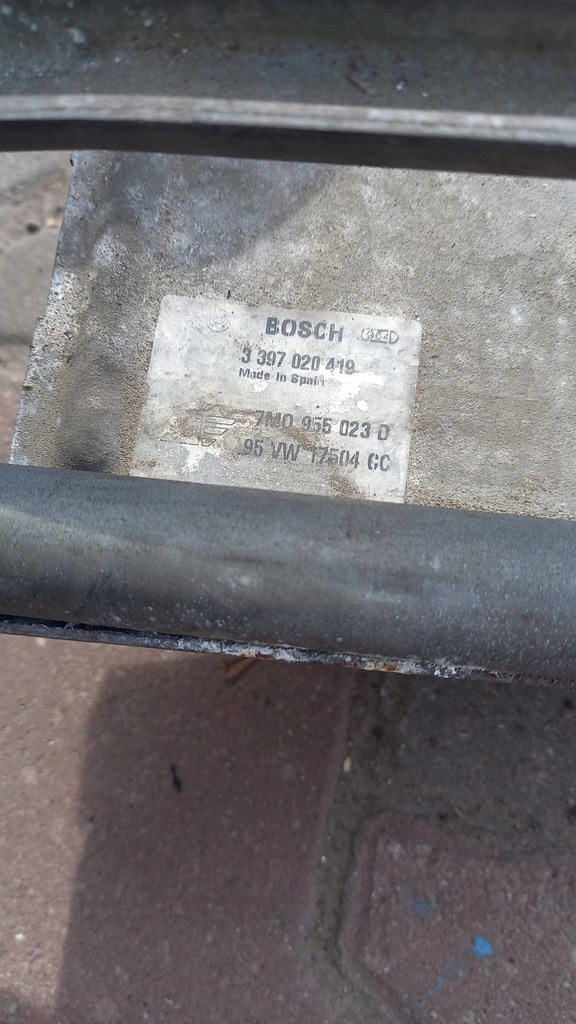 BOSCH
3 397 020 419
Made in Spain
7M0 955 023 D
95 VW 17504 CC